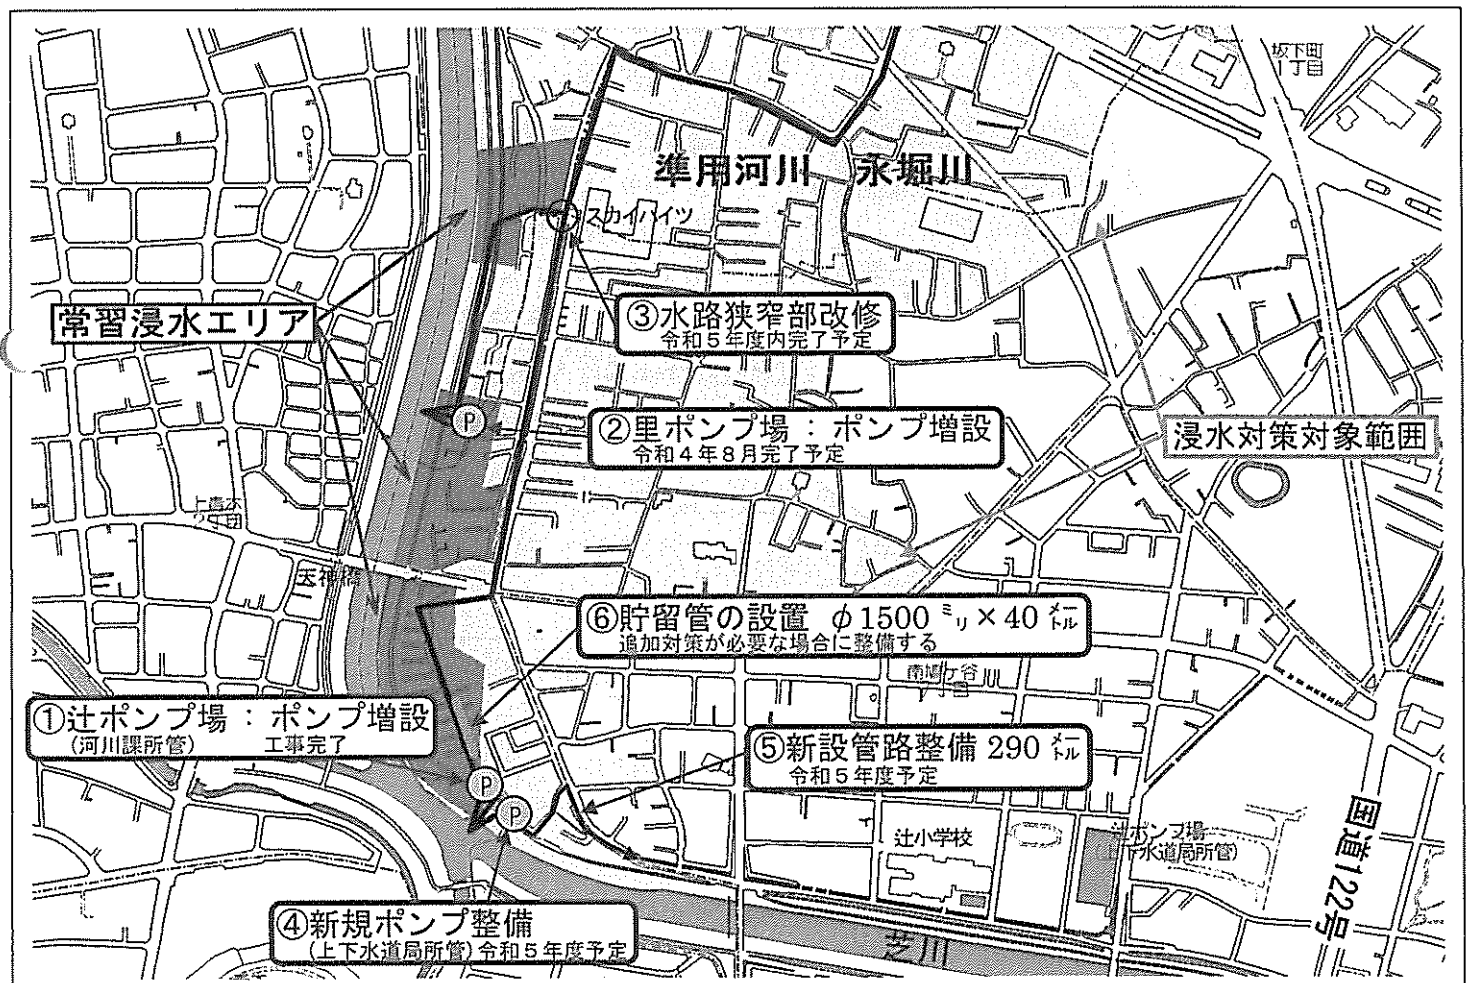 坂下町
1丁目
準用河川　永堀川
スカイハイツ
常習浸水エリア
③水路狭窄部改修
令和5年度内完了予定
P
②里ポンプ場：ポンプ増設
令和4年8月完了予定
浸水対策対象範囲
上青木
2丁目
天神橋
⑥貯留管の設置　φ1500ミリ×40メートル
追加対策が必要な場合に整備する
南鳩ケ谷
①辻ポンプ場：ポンプ増設
(河川課所管)　工事完了
⑤新設管路整備 290メートル
令和5年度予定
P
P
国道122号
辻小学校
辻ポンプ場
(上下水道局所管)
④新規ポンプ整備
(上下水道局所管)令和5年度予定
芝川